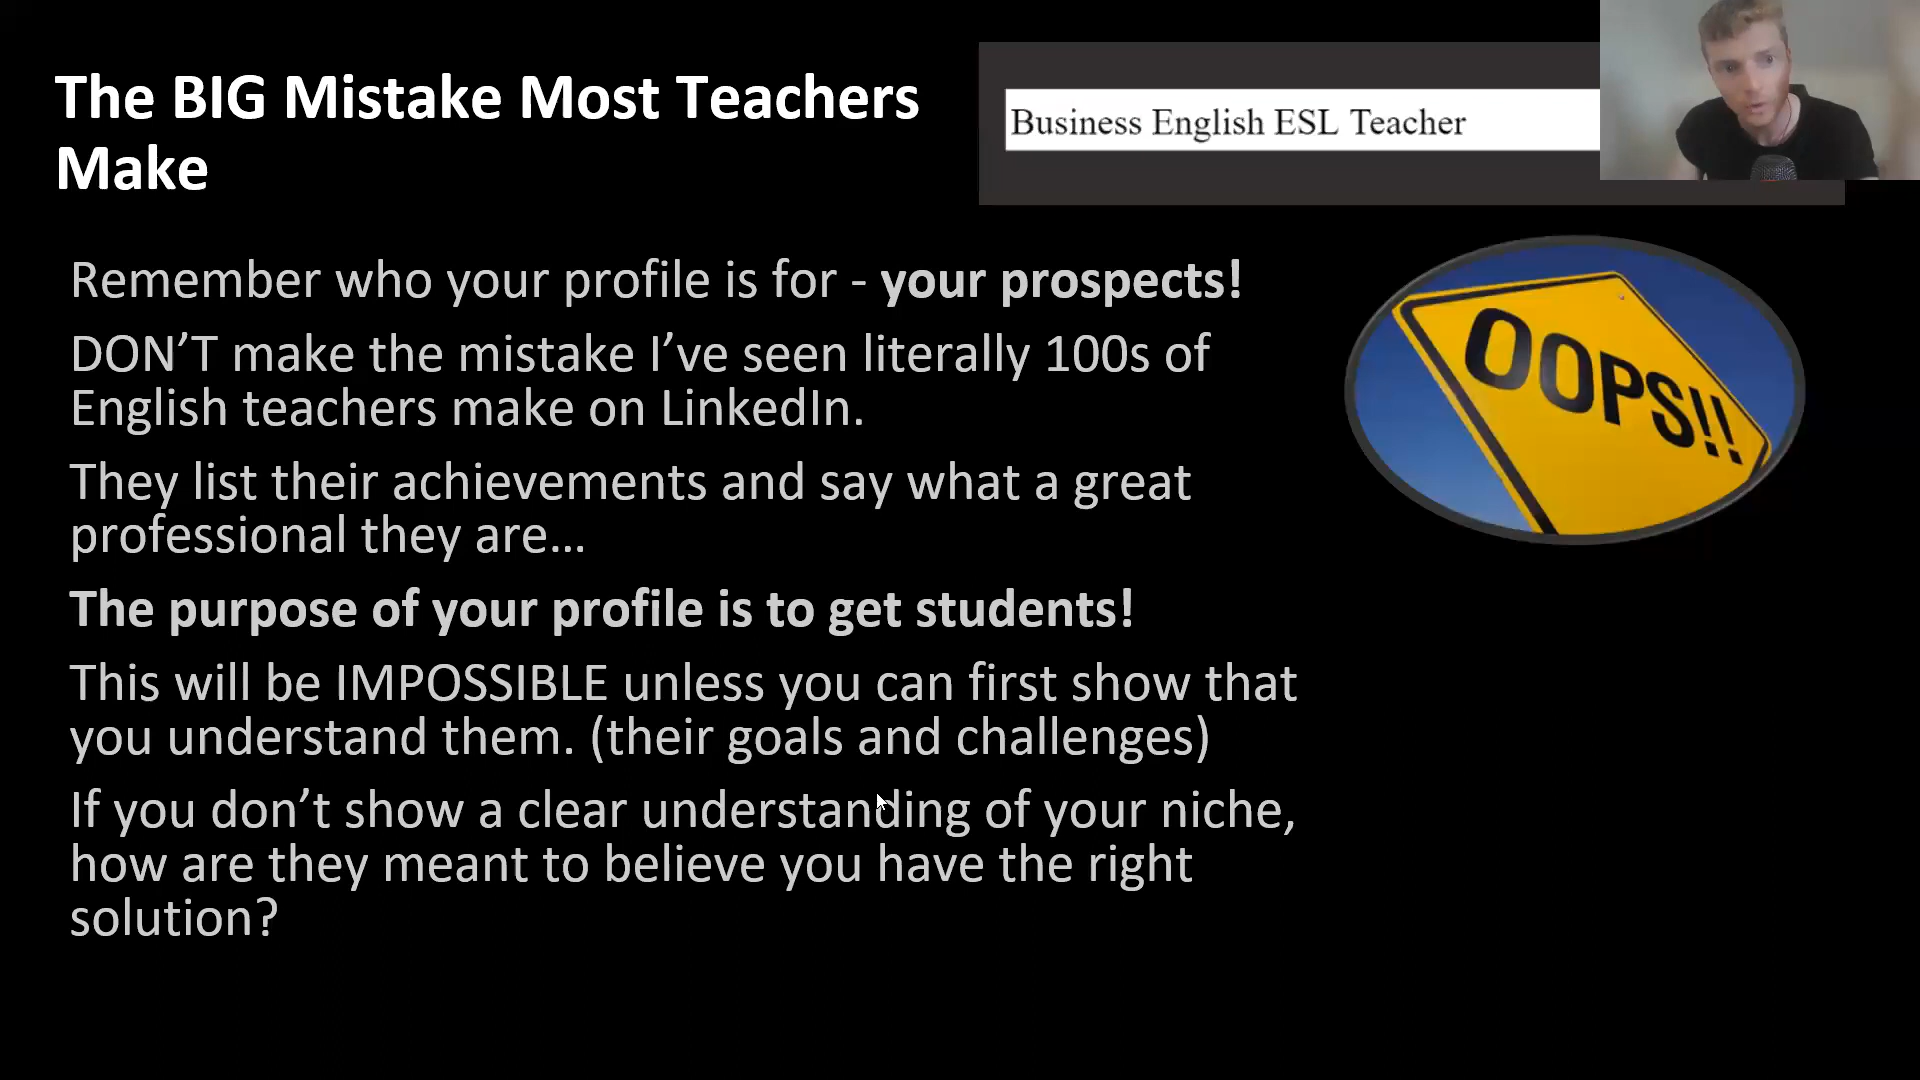 The BIG Mistake Most Teachers
Make
Business English ESL Teacher
Remember who your profile is for - your prospects!
DON’T make the mistake I’ve seen literally 100s of
English teachers make on LinkedIn.
They list their achievements and say what a great
professional they are…
The purpose of your profile is to get students!
This will be IMPOSSIBLE unless you can first show that
you understand them. (their goals and challenges)
If you don’t show a clear understanding of your niche,
how are they meant to believe you have the right
solution?
OOPS!!